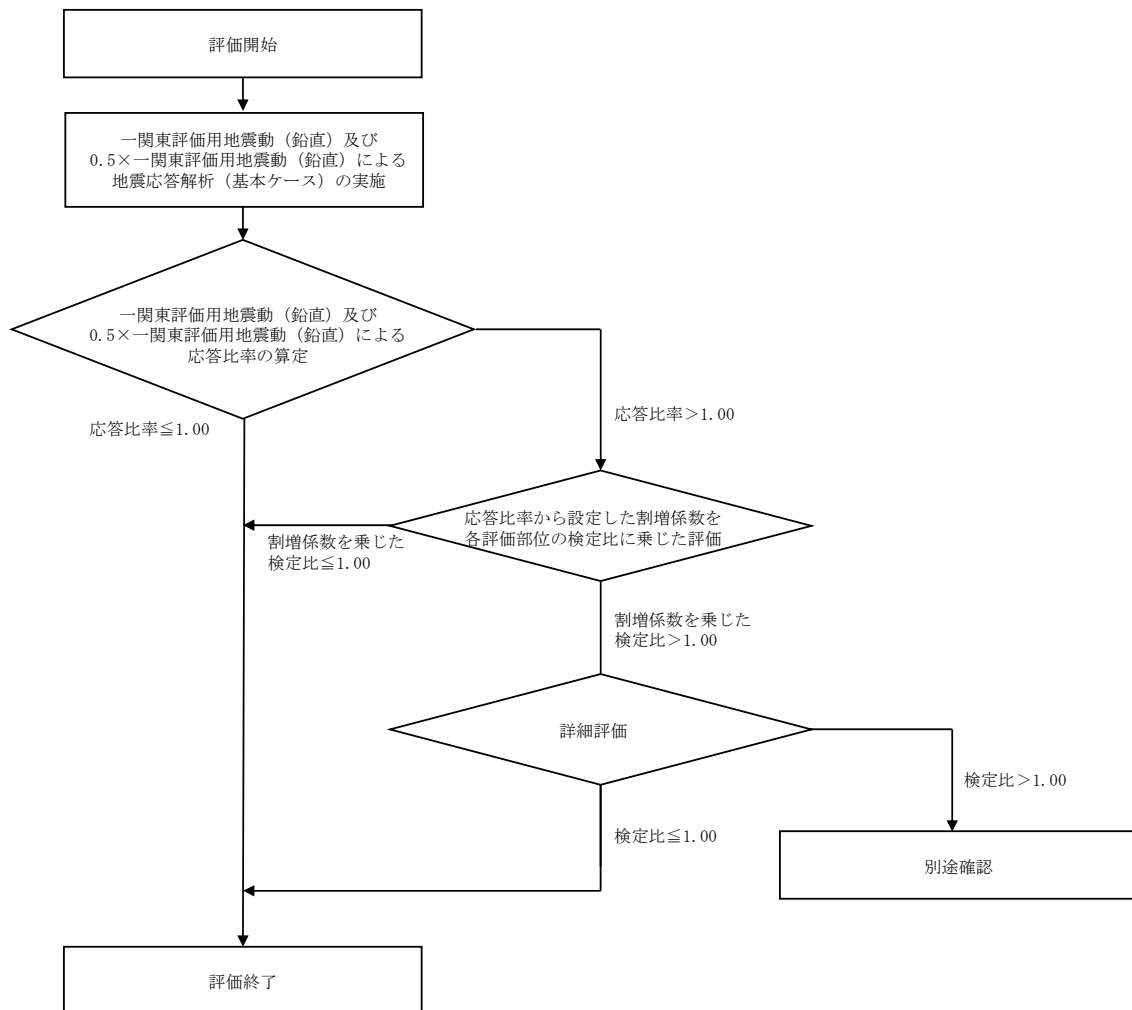 評価開始
一関東評価用地震動（鉛直）及び
0.5×一関東評価用地震動（鉛直）による
地震応答解析（基本ケース）の実施
一関東評価用地震動（鉛直）及び
0.5×一関東評価用地震動（鉛直）による
応答比率の算定
応答比率≦1.00
応答比率＞1.00
応答比率から設定した割増係数を
各評価部位の検定比に乗じた評価
割増係数を乗じた
検定比≦1.00
割増係数を乗じた
検定比＞1.00
詳細評価
検定比＞1.00
検定比≦1.00
別途確認
評価終了